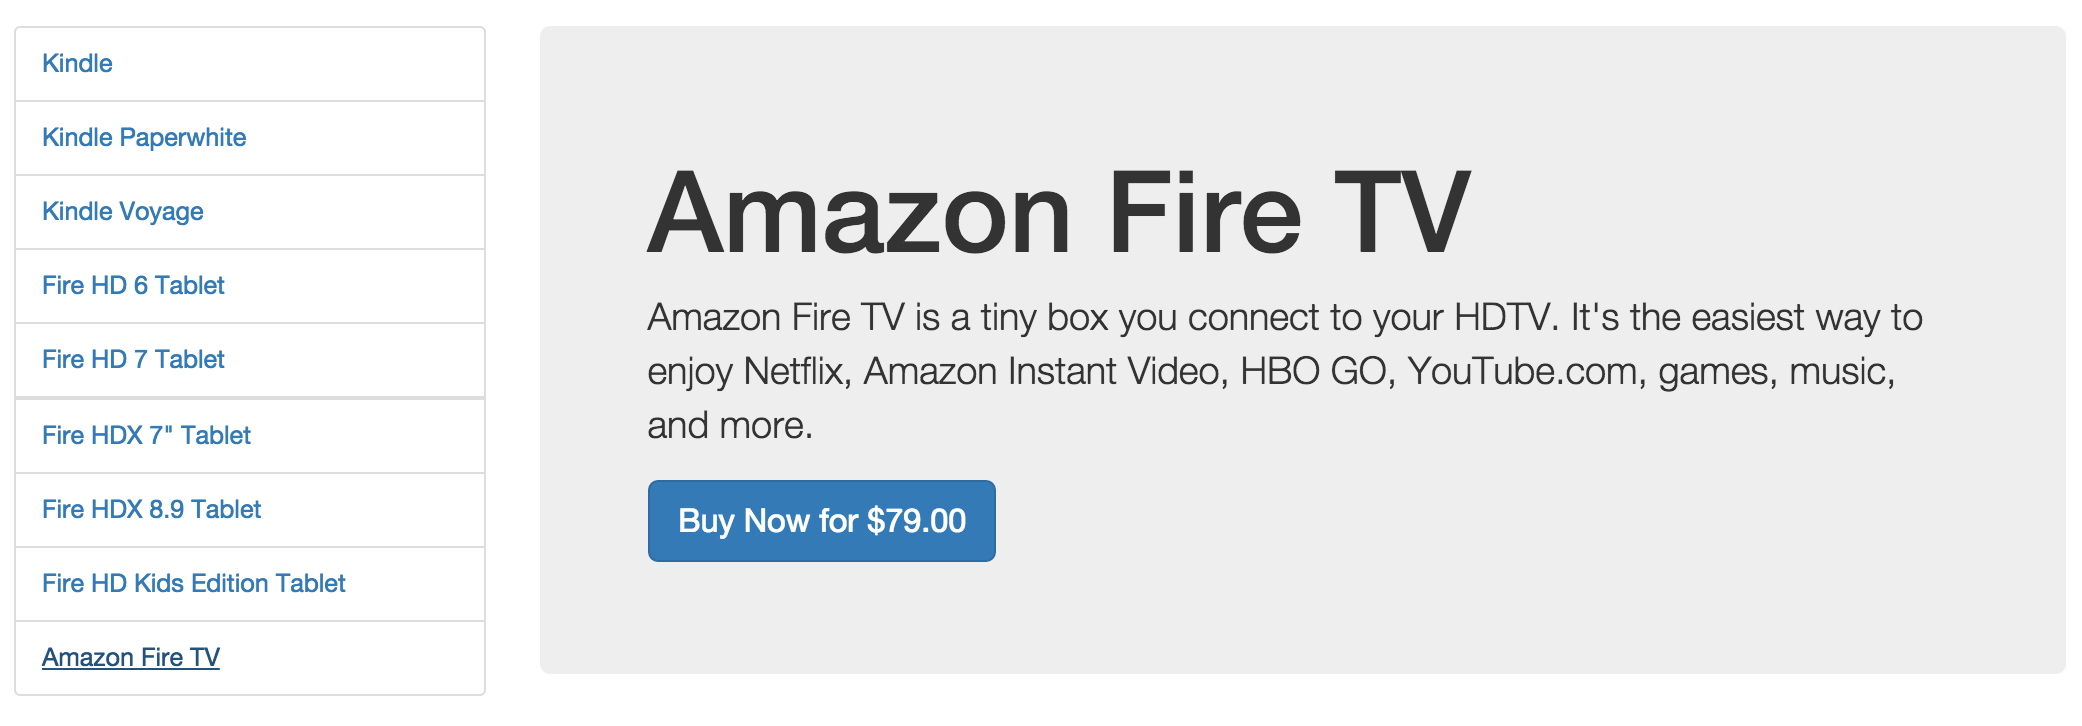 Kindle
Kindle Paperwhite
Kindle Voyage
Fire HD 6 Tablet
Fire HD 7 Tablet
Fire HDX 7" Tablet
Fire HDX 8.9 Tablet
Fire HD Kids Edition Tablet
Amazon Fire TV
Amazon Fire TV
Amazon Fire TV is a tiny box you connect to your HDTV. It's the easiest way to
enjoy Netflix, Amazon Instant Video, HBO GO, YouTube.com, games, music,
and more.
Buy Now for $79.00